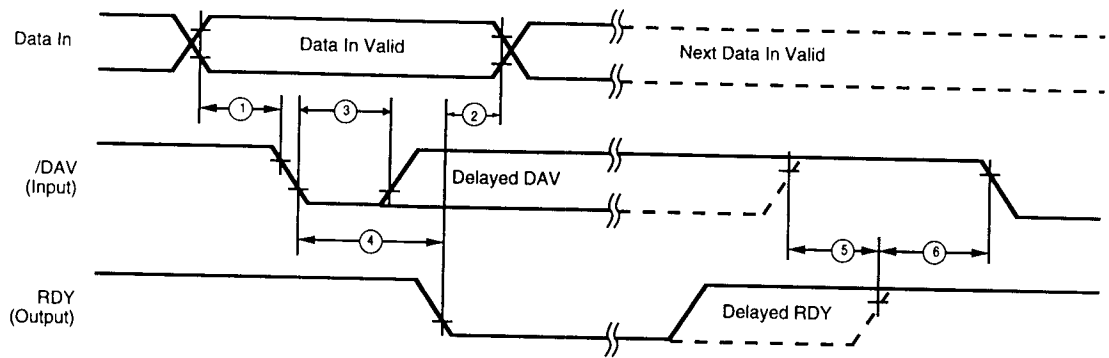 Data In
Data In Valid
Next Data In Valid
1
3
2
/DAV
(Input)
Delayed DAV
4
5
6
RDY
(Output)
Delayed RDY